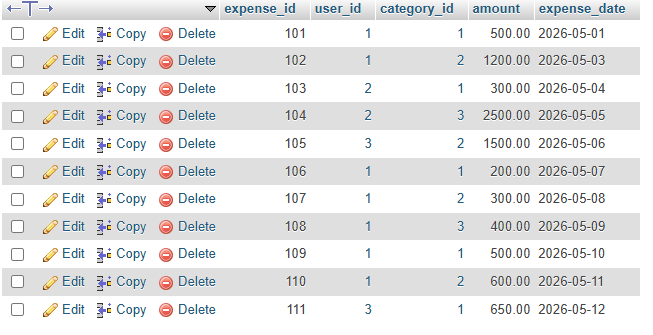 expense_id user_id category_id amount expense_date
Edit Copy Delete 101 1 1 500.00 2026-05-01
Edit Copy Delete 102 1 2 1200.00 2026-05-03
Edit Copy Delete 103 2 1 300.00 2026-05-04
Edit Copy Delete 104 2 3 2500.00 2026-05-05
Edit Copy Delete 105 3 2 1500.00 2026-05-06
Edit Copy Delete 106 1 1 200.00 2026-05-07
Edit Copy Delete 107 1 2 300.00 2026-05-08
Edit Copy Delete 108 1 3 400.00 2026-05-09
Edit Copy Delete 109 1 1 500.00 2026-05-10
Edit Copy Delete 110 1 2 600.00 2026-05-11
Edit Copy Delete 111 3 1 650.00 2026-05-12